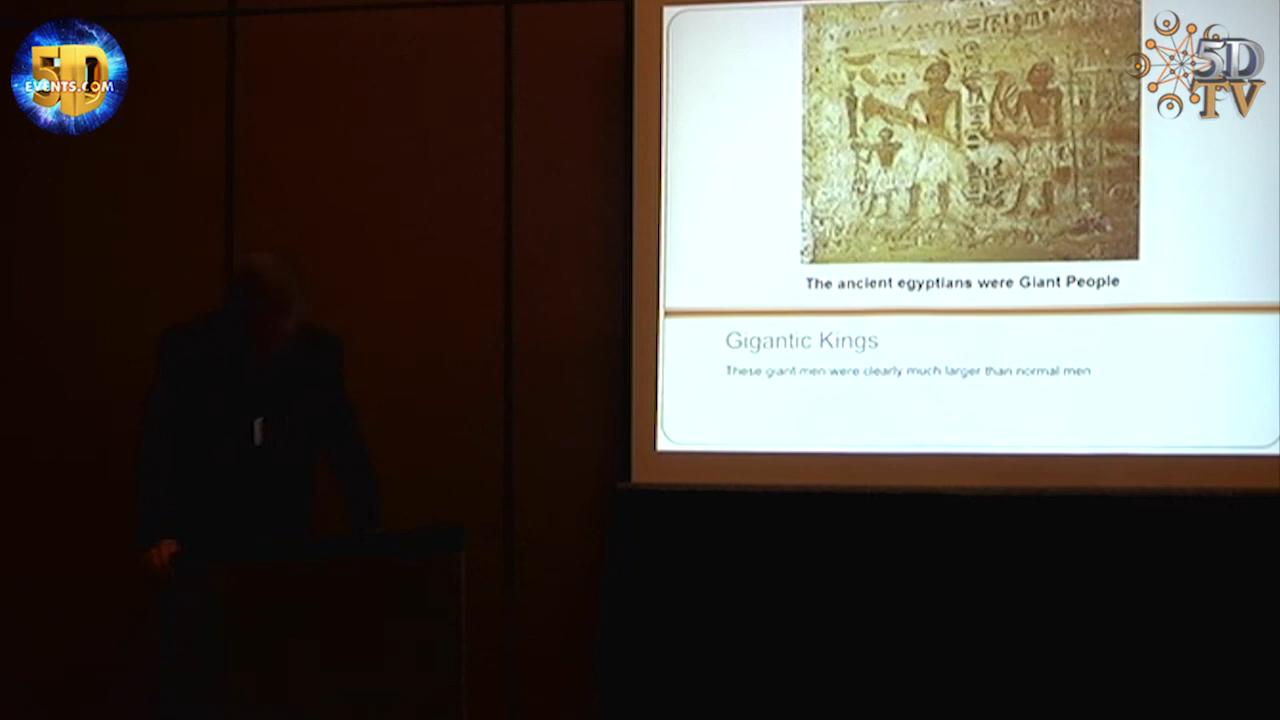 5D
EVENTS.COM
5D
TV
The ancient egyptians were Giant People
Gigantic Kings
These giant men were clearly much larger than normal men